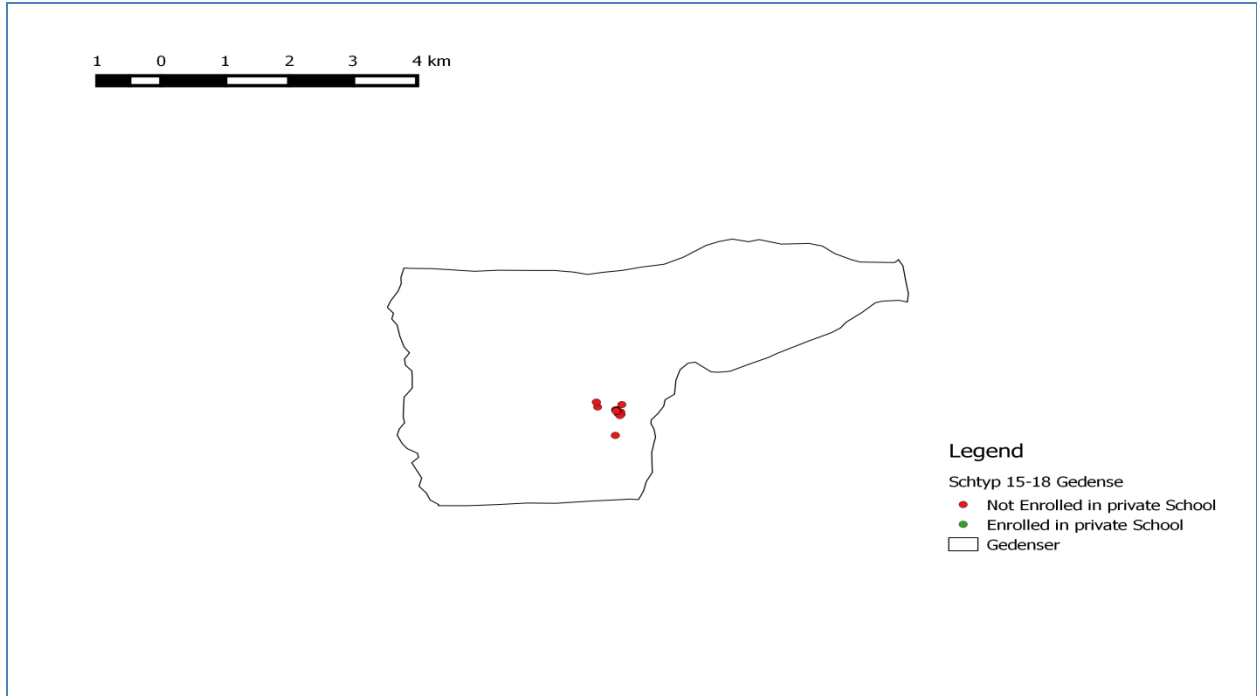 1 0 1 2 3 4 km
Legend
Schtyp 15-18 Gedense
Not Enrolled in private School
Enrolled in private School
Gedenser